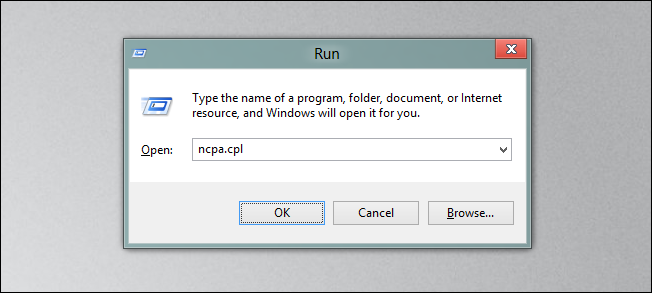 Run
Type the name of a program, folder, document, or Internet
resource, and Windows will open it for you.
Open: ncpa.cpl
OK Cancel Browse...